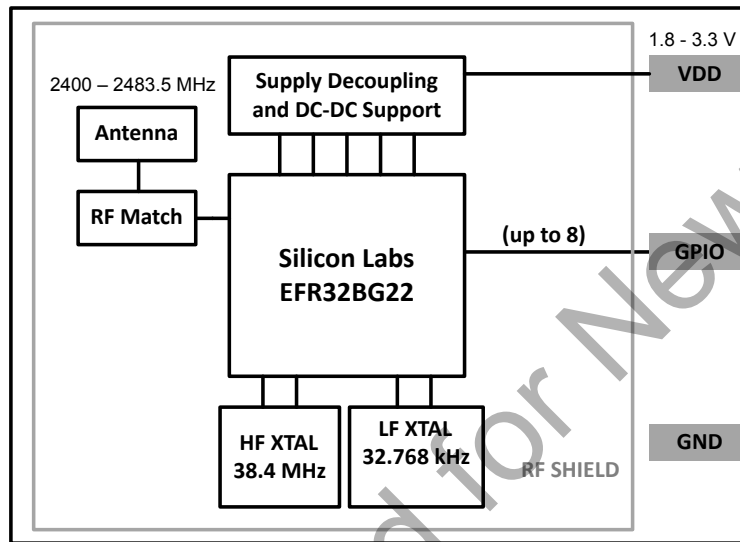 1.8 - 3.3 V
VDD
Supply Decoupling
and DC-DC Support
2400 – 2483.5 MHz
Antenna
RF Match
Silicon Labs
EFR32BG22
(up to 8)
GPIO
HF XTAL
38.4 MHz
LF XTAL
32.768 kHz
RF SHIELD
GND
d for New